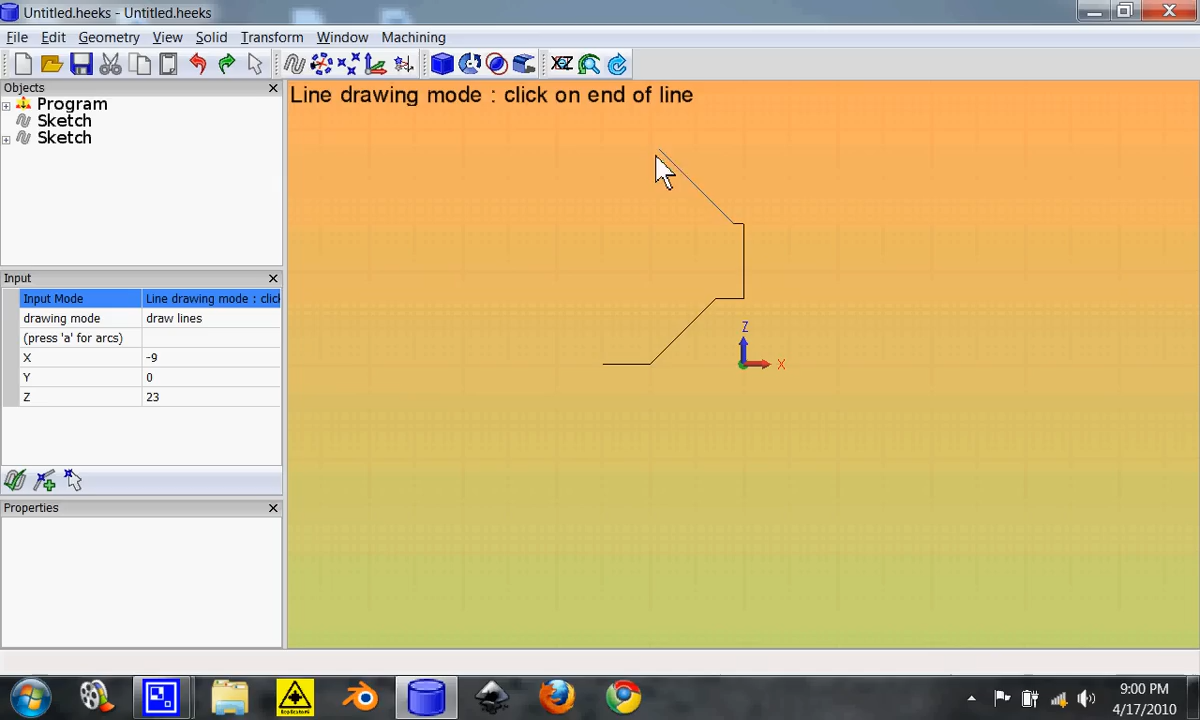 Untitled.heeks - Untitled.heeks
File Edit Geometry View Solid Transform Window Machining
Objects
Program
Sketch
Sketch
Line drawing mode : click on end of line
Input
Input Mode Line drawing mode : click
drawing mode draw lines
(press 'a' for arcs)
X -9
Y 0
Z 23
Properties
Z
X
9:00 PM
4/17/2010